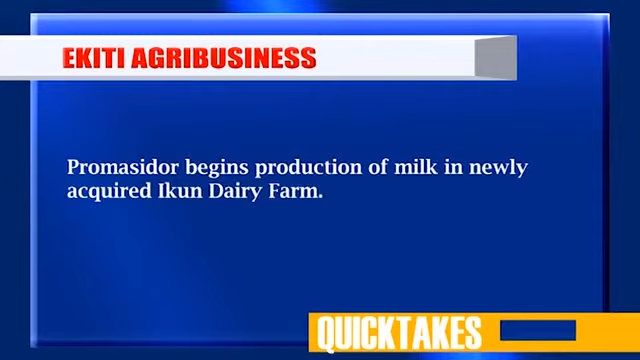 EKITI AGRIBUSINESS
Promasidor begins production of milk in newly
acquired Ikun Dairy Farm.
QUICKTAKES